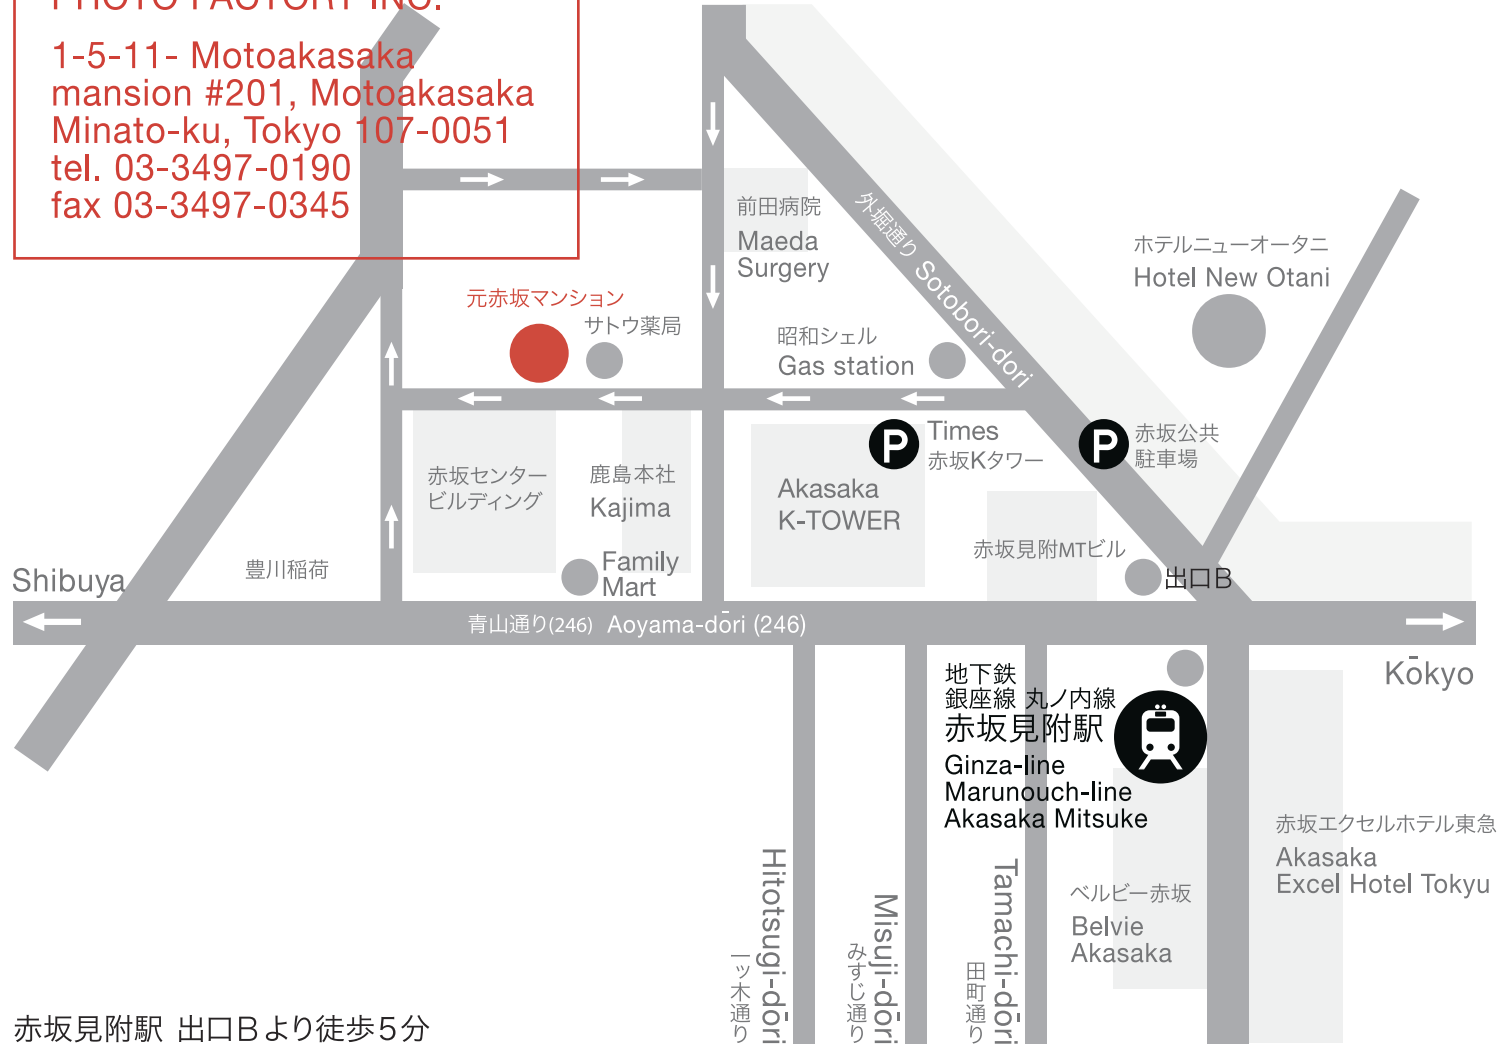 PHOTO FACTORY INC.
1-5-11- Motoakasaka
mansion #201, Motoakasaka
Minato-ku, Tokyo 107-0051
tel. 03-3497-0190
fax 03-3497-0345
前田病院
Maeda
Surgery
外堀通り Sotobori-dori
ホテルニューオータニ
Hotel New Otani
元赤坂マンション
サトウ薬局
昭和シェル
Gas station
P
Times
赤坂Kタワー
P
赤坂公共
駐車場
赤坂センター
ビルディング
鹿島本社
Kajima
Akasaka
K-TOWER
赤坂見附MTビル
Family
Mart
豊川稲荷
出口B
Shibuya
青山通り(246) Aoyama-dōri (246)
Kōkyo
地下鉄
銀座線 丸ノ内線
赤坂見附駅
Ginza-line
Marunouch-line
Akasaka Mitsuke
赤坂エクセルホテル東急
Akasaka
Excel Hotel Tokyu
ベルビー赤坂
Belvie
Akasaka
Hitotsugi-dōri
一ッ木通り
Misuji-dōri
みすじ通り
Tamachi-dōri
田町通り
赤坂見附駅 出口Bより徒歩5分